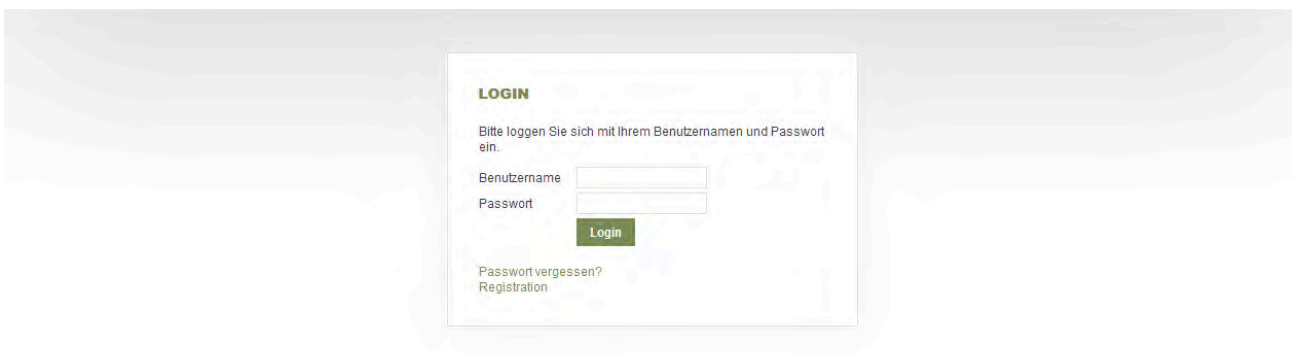 LOGIN
Bitte loggen Sie sich mit Ihrem Benutzernamen und Passwort
ein.
Benutzername
Passwort
Login
Passwort vergessen?
Registration